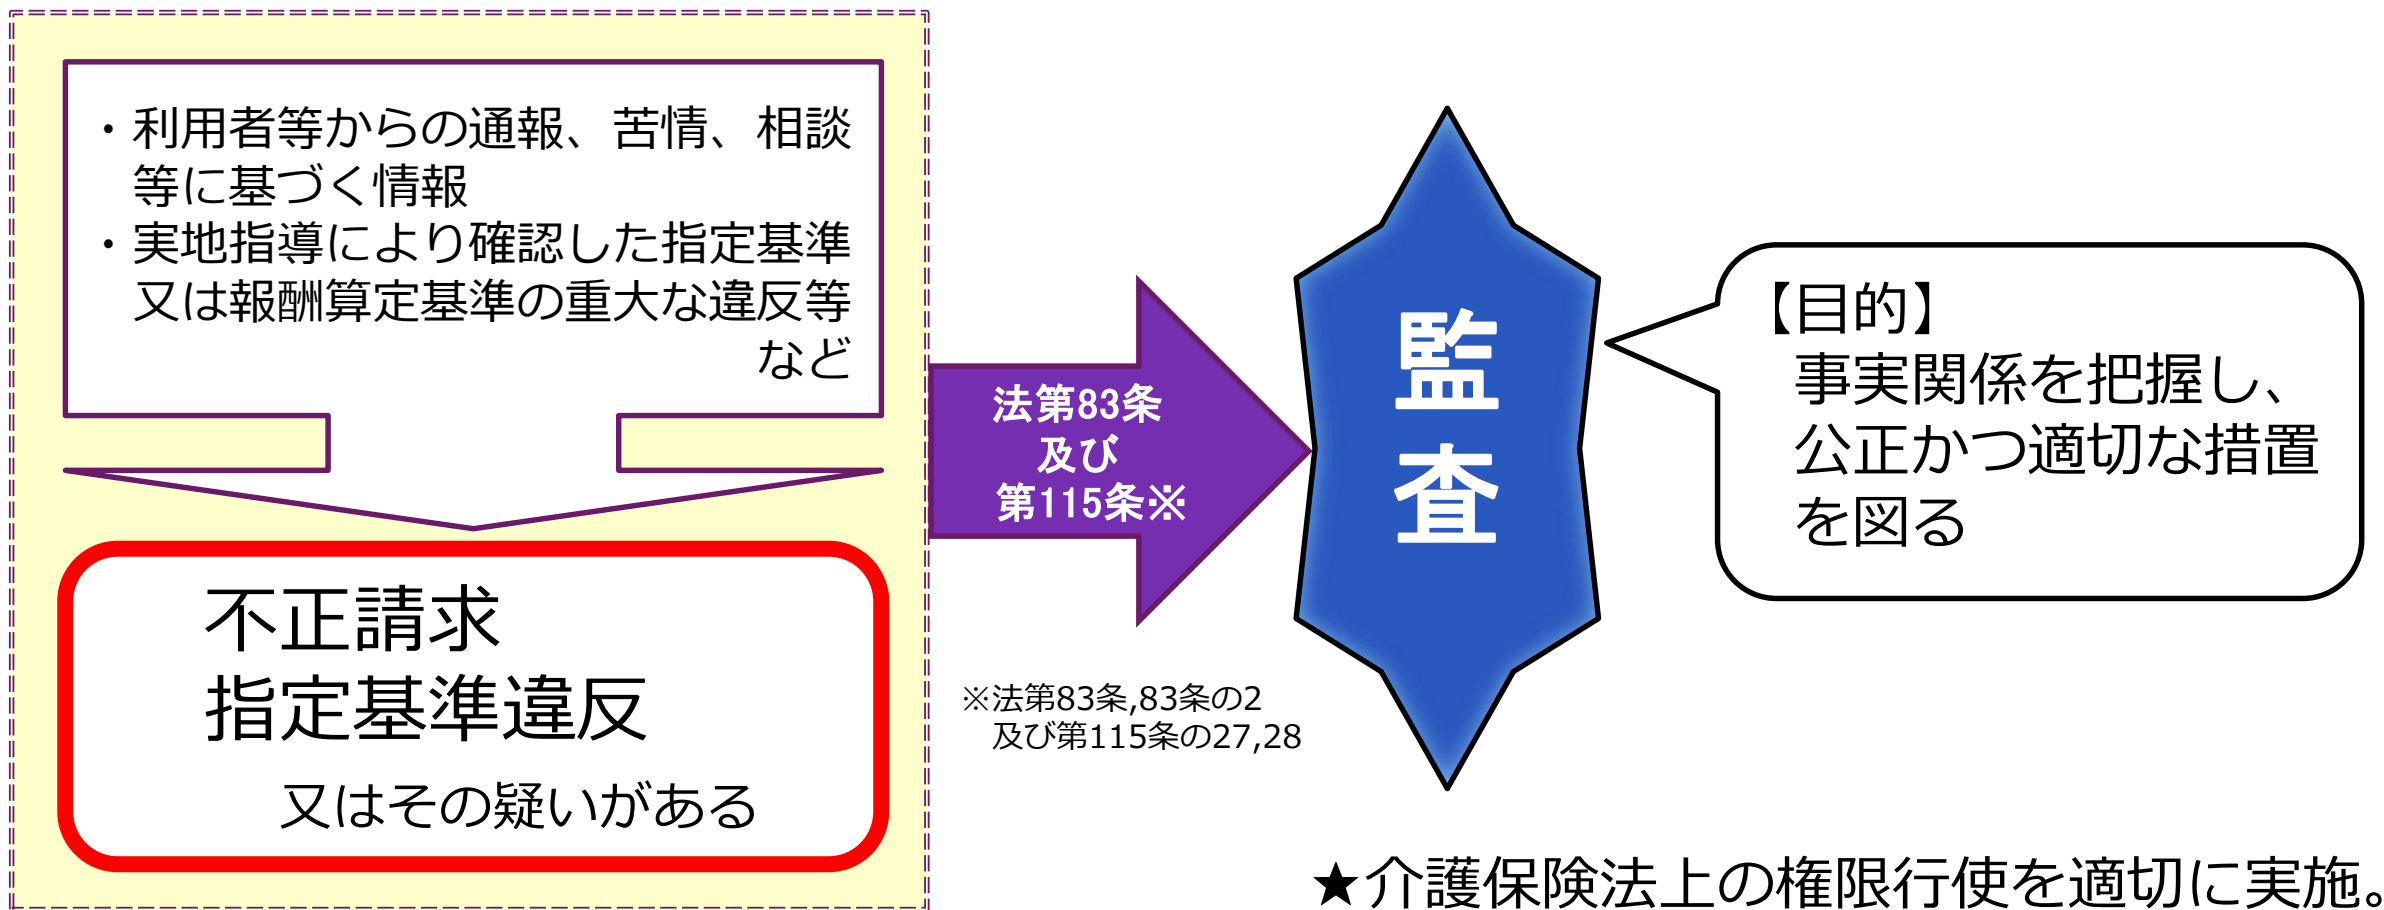 ・利用者等からの通報、苦情、相談
等に基づく情報
・実地指導により確認した指定基準
又は報酬算定基準の重大な違反等
など
不正請求
指定基準違反
又はその疑いがある
法第83条
及び
第115条※
※法第83条,83条の2
及び第115条の27,28
監
査
【目的】
事実関係を把握し、
公正かつ適切な措置
を図る
★介護保険法上の権限行使を適切に実施。